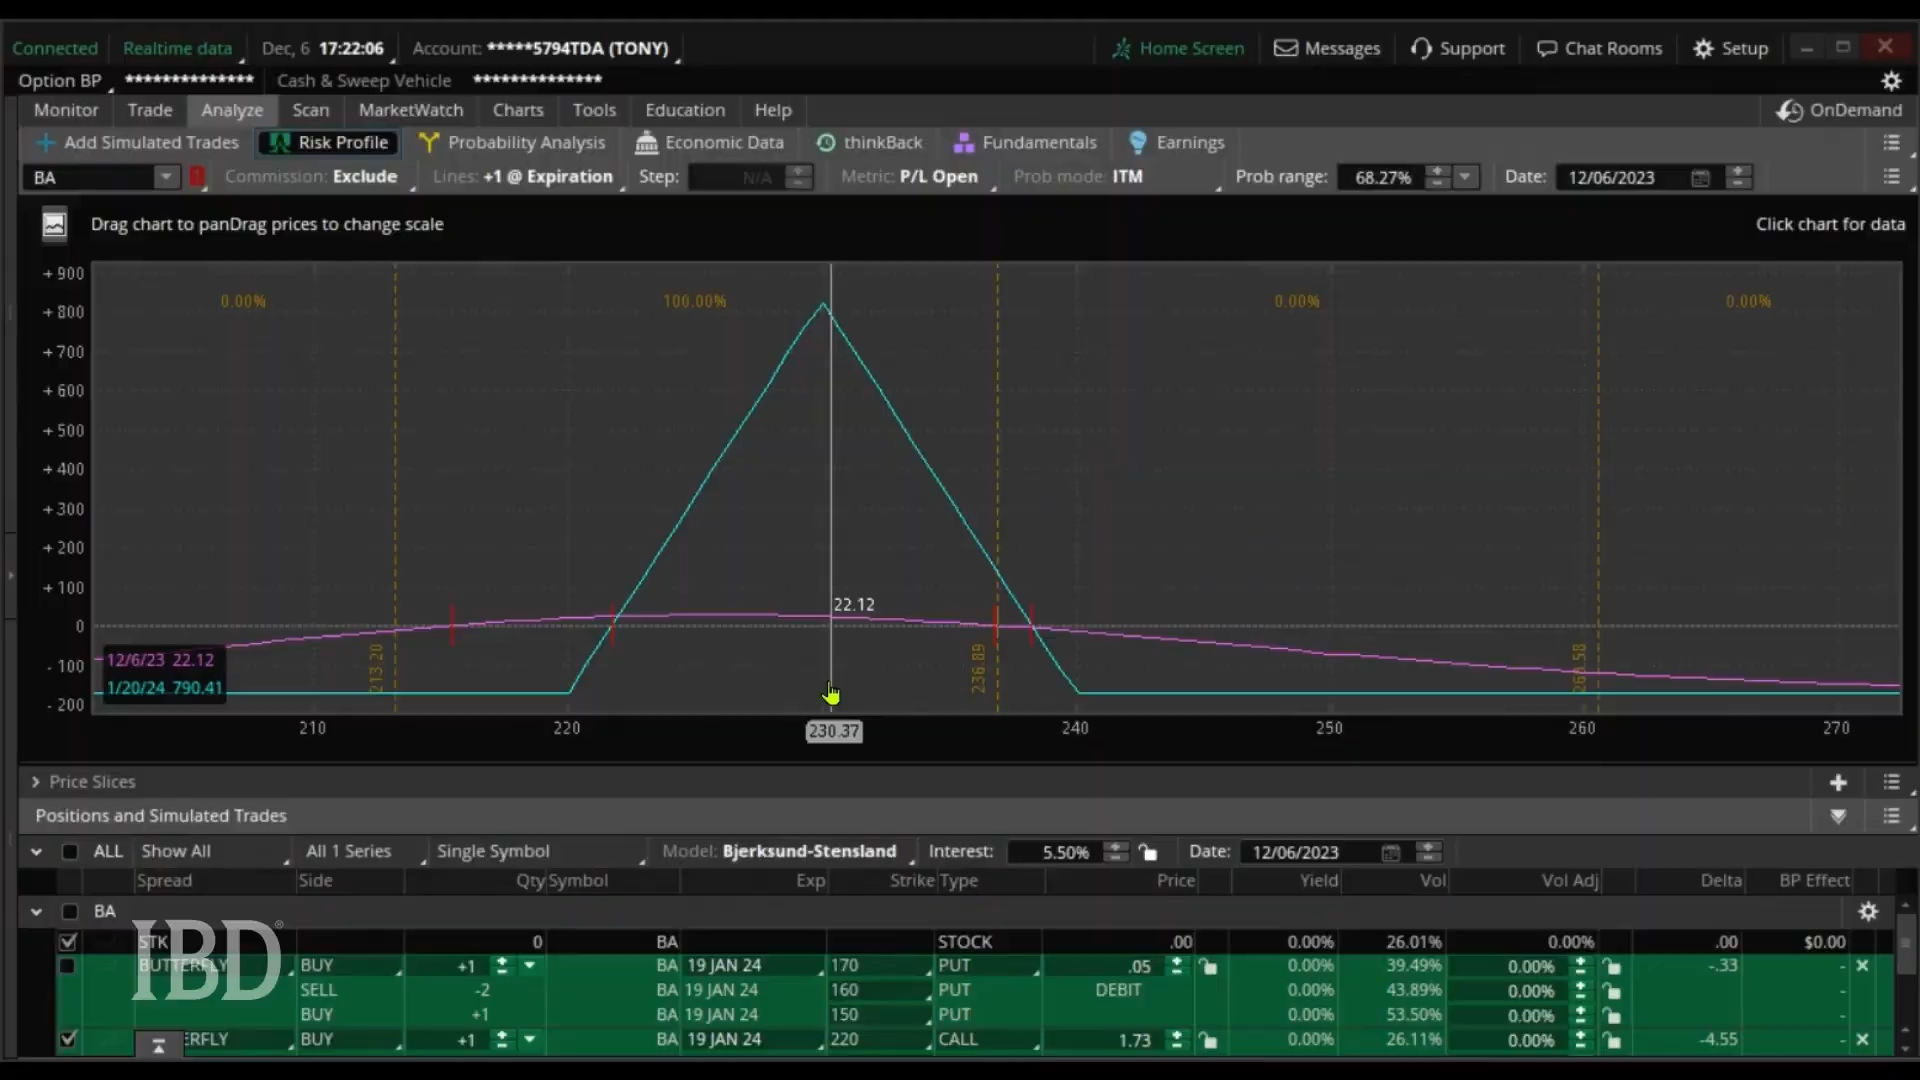 Connected Realtime data Dec, 6 17:22:06 Account: *****5794TDA (TONY) Home Screen Messages Support Chat Rooms Setup
Option BP ************** Cash & Sweep Vehicle **************
Monitor Trade Analyze Scan MarketWatch Charts Tools Education Help OnDemand
Add Simulated Trades Risk Profile Probability Analysis Economic Data thinkBack Fundamentals Earnings
BA Commission: Exclude Lines: +1 @ Expiration Step: N/A Metric: P/L Open Prob mode: ITM Prob range: 68.27% Date: 12/06/2023
Drag chart to panDrag prices to change scale Click chart for data
+900
0.00% 100.00% 0.00% 0.00%
+800
+700
+600
+500
+400
+300
+200
+100
22.12
0
12/6/23 22.12
-100 213.20 236.89
1/20/24 790.41
-200
210 220 230.37 240 250 260 270
Price Slices
Positions and Simulated Trades
ALL Show All All 1 Series Single Symbol Model: Bjerksund-Stensland Interest: 5.50% Date: 12/06/2023
Spread Side Qty Symbol Exp Strike Type Price Yield Vol Vol Adj Delta BP Effect
BA
STK 0 BA STOCK .00 0.00% 26.01% 0.00% .00 $0.00
BUTTERFLY BUY +1 BA 19 JAN 24 170 PUT .05 0.00% 39.49% 0.00% -.33 -
SELL -2 BA 19 JAN 24 160 PUT DEBIT 0.00% 43.89% 0.00% -
BUY +1 BA 19 JAN 24 150 PUT 0.00% 53.50% 0.00% -
ERFLY BUY +1 BA 19 JAN 24 220 CALL 1.73 0.00% 26.11% 0.00% -4.55 -
IBD